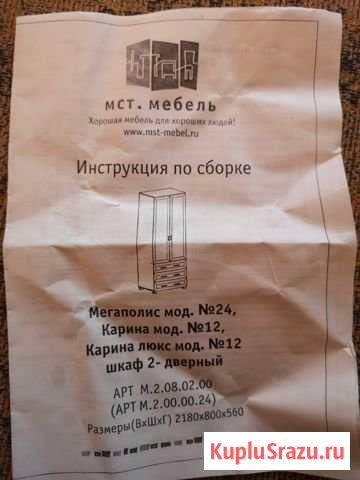 мст. мебель
Хорошая мебель для хороших людей!
www.mst-mebel.ru
Инструкция по сборке
Мегаполис мод. №24,
Карина мод. №12,
Карина люкс мод. №12
шкаф 2- дверный
АРТ М.2.08.02.00
(АРТ М.2.00.00.24)
Размеры(ВхШхГ) 2180х800х560
KupluSrazu.ru